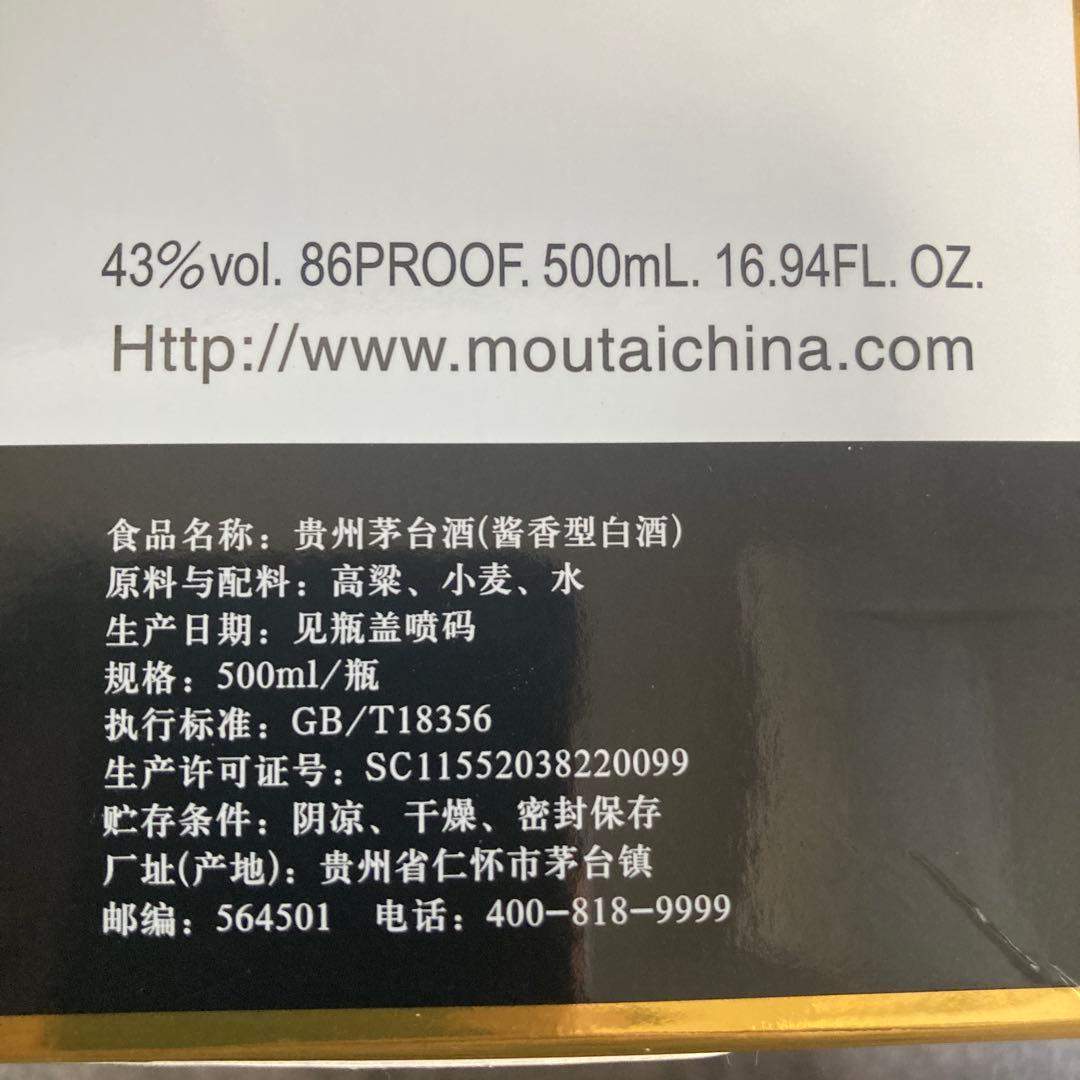 43%vol. 86PROOF. 500mL. 16.94FL. OZ.
Http://www.moutaichina.com
食品名称：贵州茅台酒(酱香型白酒)
原料与配料：高粱、小麦、水
生产日期：见瓶盖喷码
规格：500ml/瓶
执行标准：GB/T18356
生产许可证号：SC11552038220099
贮存条件：阴凉、干燥、密封保存
厂址(产地)：贵州省仁怀市茅台镇
邮编：564501 电话：400-818-9999